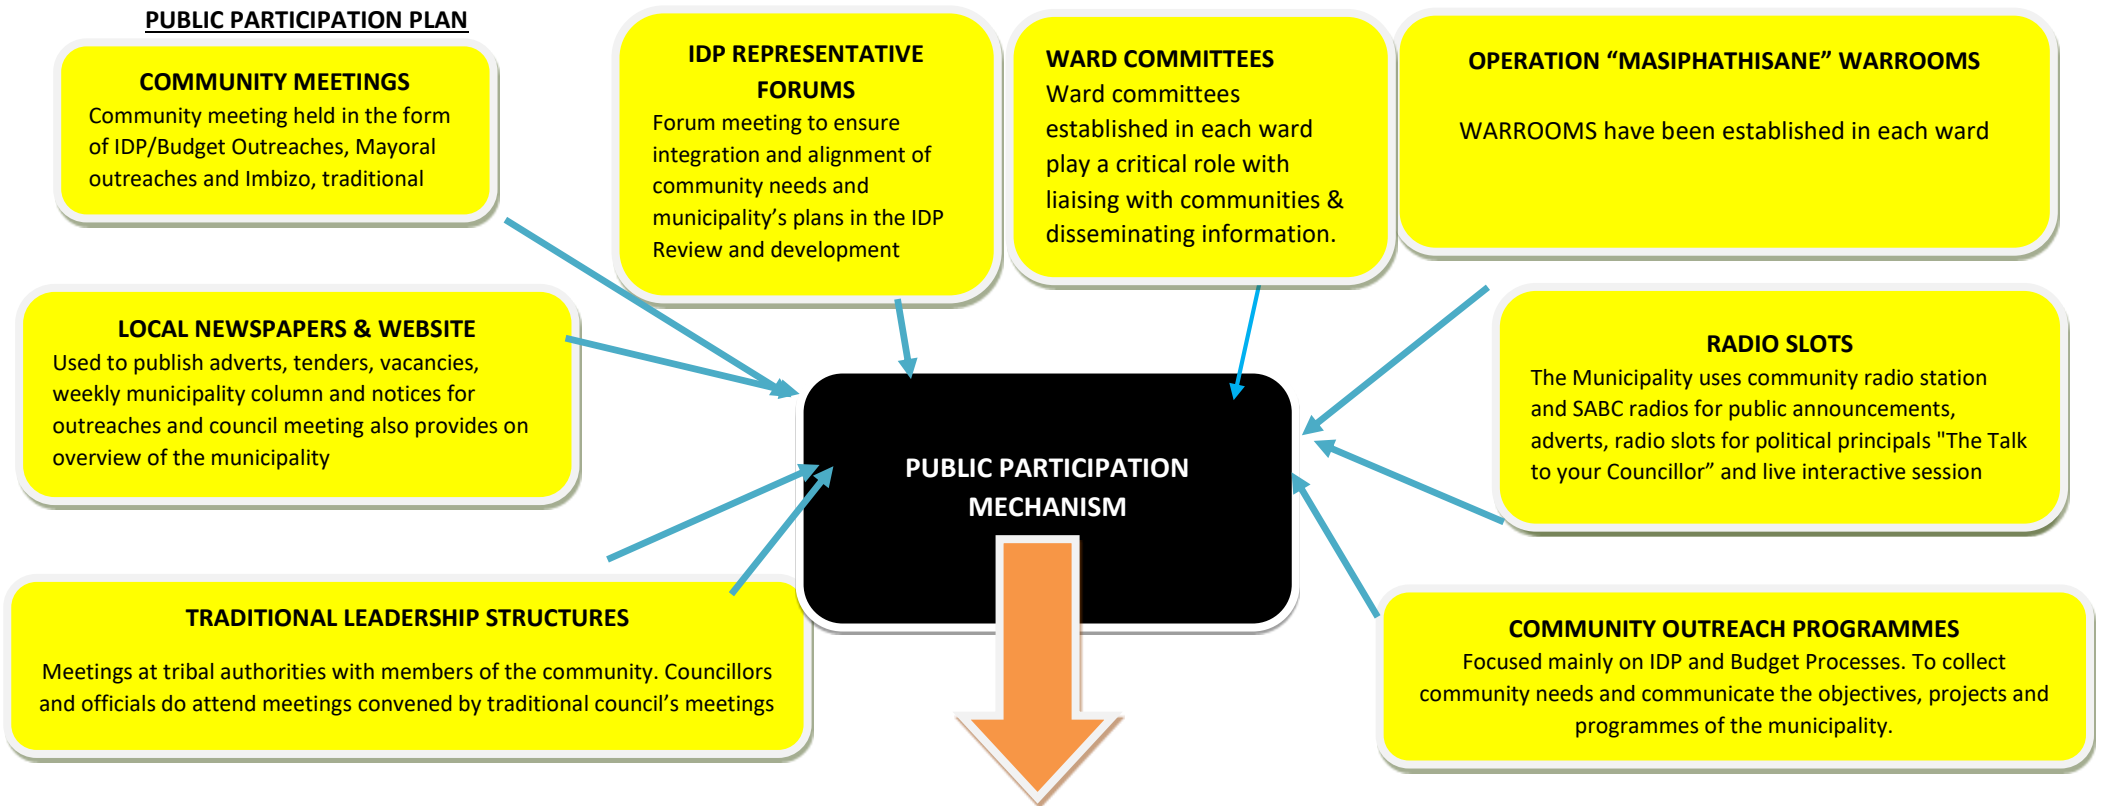 PUBLIC PARTICIPATION PLAN
COMMUNITY MEETINGS
Community meeting held in the form
of IDP/Budget Outreaches, Mayoral
outreaches and Imbizo, traditional
IDP REPRESENTATIVE
FORUMS
Forum meeting to ensure
integration and alignment of
community needs and
municipality’s plans in the IDP
Review and development
WARD COMMITTEES
Ward committees
established in each ward
play a critical role with
liaising with communities &
disseminating information.
OPERATION “MASIPHATHISANE” WARROOMS
WARROOMS have been established in each ward
LOCAL NEWSPAPERS & WEBSITE
Used to publish adverts, tenders, vacancies,
weekly municipality column and notices for
outreaches and council meeting also provides on
overview of the municipality
RADIO SLOTS
The Municipality uses community radio station
and SABC radios for public announcements,
adverts, radio slots for political principals "The Talk
to your Councillor” and live interactive session
PUBLIC PARTICIPATION
MECHANISM
TRADITIONAL LEADERSHIP STRUCTURES
Meetings at tribal authorities with members of the community. Councillors
and officials do attend meetings convened by traditional council’s meetings
COMMUNITY OUTREACH PROGRAMMES
Focused mainly on IDP and Budget Processes. To collect
community needs and communicate the objectives, projects and
programmes of the municipality.